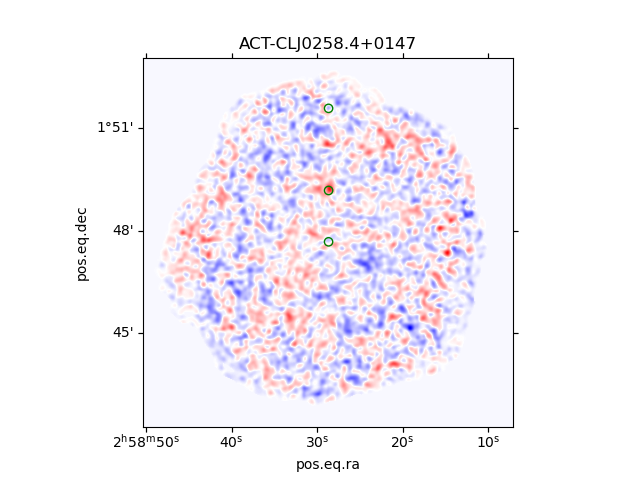 ACT-CLJ0258.4+0147
1°51'
48'
45'
pos.eq.dec
2ʰ58ᵐ50ˢ 40ˢ 30ˢ 20ˢ 10ˢ
pos.eq.ra